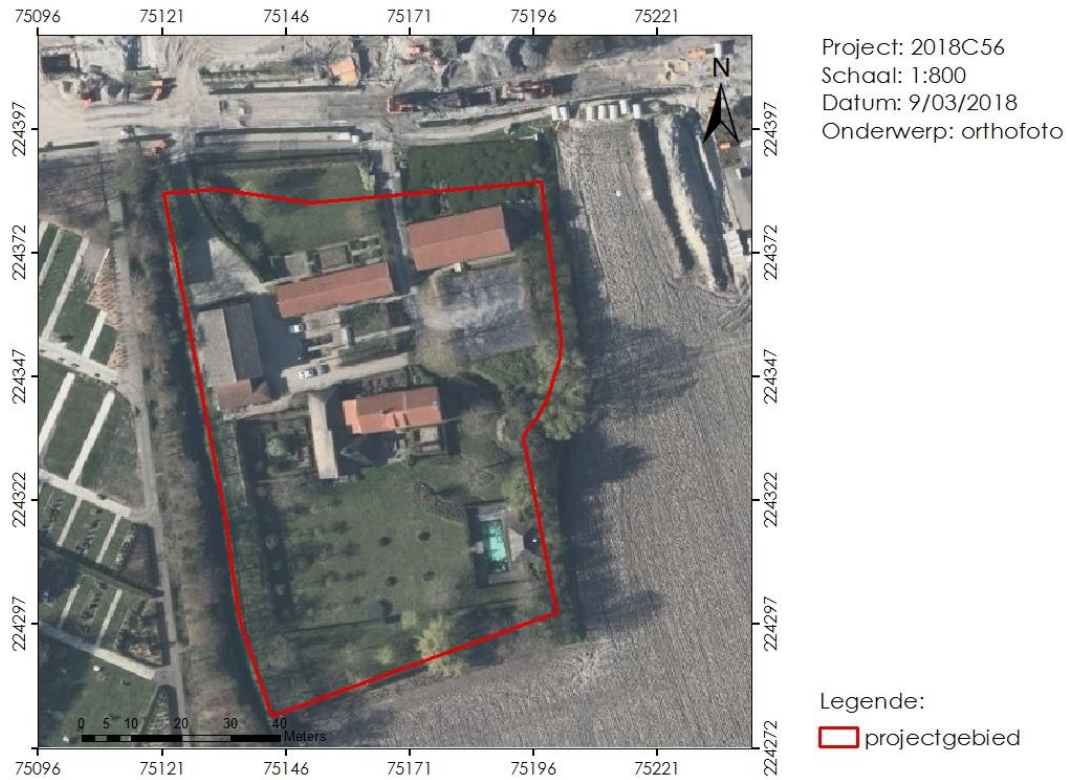 75096 75121 75146 75171 75196 75221
Project: 2018C56
Schaal: 1:800
Datum: 9/03/2018
Onderwerp: orthofoto
N
224397 224397
224372 224372
224347 224347
224322 224322
224297 224297
0 5 10 20 30 40
Meters
224272
75096 75121 75146 75171 75196 75221
Legende:
projectgebied